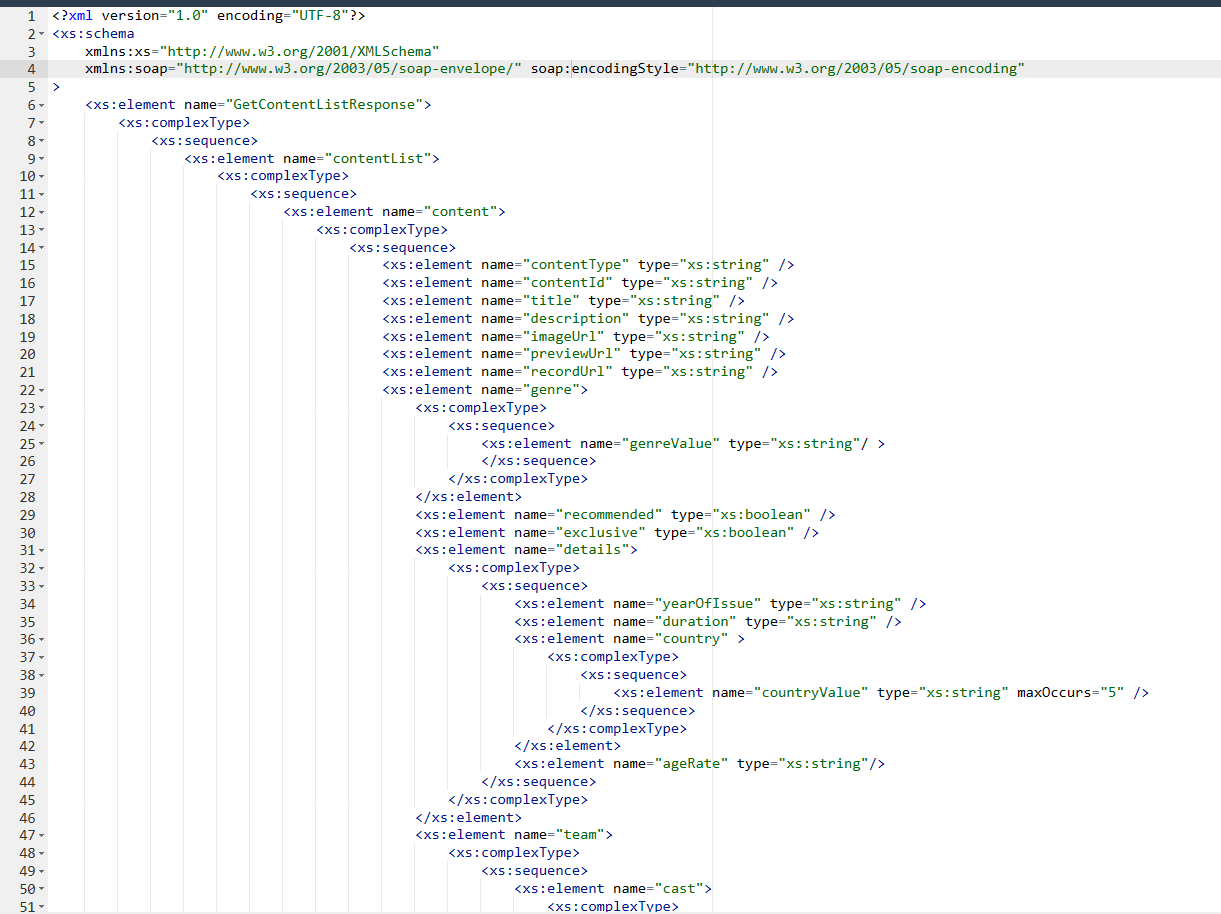 1 <?xml version="1.0" encoding="UTF-8"?>
2 <xs:schema
3 xmlns:xs="http://www.w3.org/2001/XMLSchema"
4 xmlns:soap="http://www.w3.org/2003/05/soap-envelope/" soap:encodingStyle="http://www.w3.org/2003/05/soap-encoding"
5 >
6 <xs:element name="GetContentListResponse">
7 <xs:complexType>
8 <xs:sequence>
9 <xs:element name="contentList">
10 <xs:complexType>
11 <xs:sequence>
12 <xs:element name="content">
13 <xs:complexType>
14 <xs:sequence>
15 <xs:element name="contentType" type="xs:string" />
16 <xs:element name="contentId" type="xs:string" />
17 <xs:element name="title" type="xs:string" />
18 <xs:element name="description" type="xs:string" />
19 <xs:element name="imageUrl" type="xs:string" />
20 <xs:element name="previewUrl" type="xs:string" />
21 <xs:element name="recordUrl" type="xs:string" />
22 <xs:element name="genre">
23 <xs:complexType>
24 <xs:sequence>
25 <xs:element name="genreValue" type="xs:string"/ >
26 </xs:sequence>
27 </xs:complexType>
28 </xs:element>
29 <xs:element name="recommended" type="xs:boolean" />
30 <xs:element name="exclusive" type="xs:boolean" />
31 <xs:element name="details">
32 <xs:complexType>
33 <xs:sequence>
34 <xs:element name="yearOfIssue" type="xs:string" />
35 <xs:element name="duration" type="xs:string" />
36 <xs:element name="country" >
37 <xs:complexType>
38 <xs:sequence>
39 <xs:element name="countryValue" type="xs:string" maxOccurs="5" />
40 </xs:sequence>
41 </xs:complexType>
42 </xs:element>
43 <xs:element name="ageRate" type="xs:string"/>
44 </xs:sequence>
45 </xs:complexType>
46 </xs:element>
47 <xs:element name="team">
48 <xs:complexType>
49 <xs:sequence>
50 <xs:element name="cast">
51 <xs:complexType>